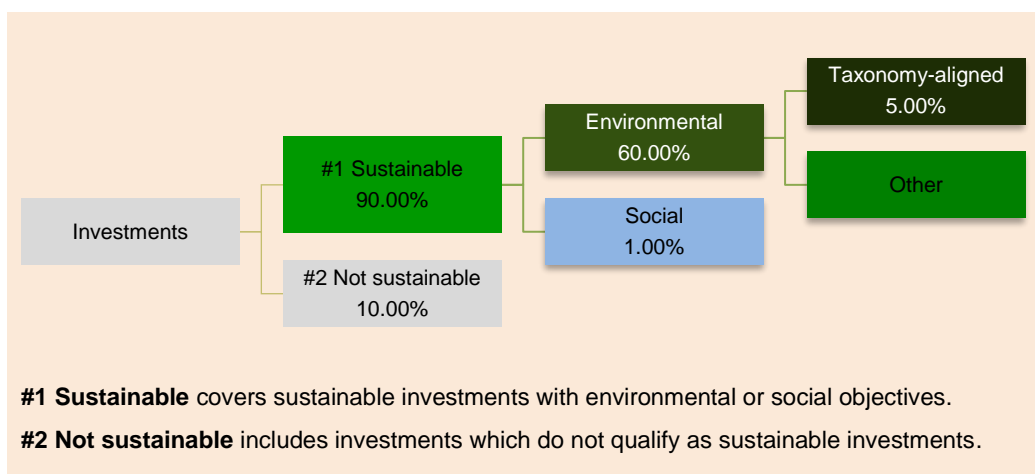 Investments
#1 Sustainable
90.00%
#2 Not sustainable
10.00%
Environmental
60.00%
Social
1.00%
Taxonomy-aligned
5.00%
Other
#1 Sustainable covers sustainable investments with environmental or social objectives.
#2 Not sustainable includes investments which do not qualify as sustainable investments.